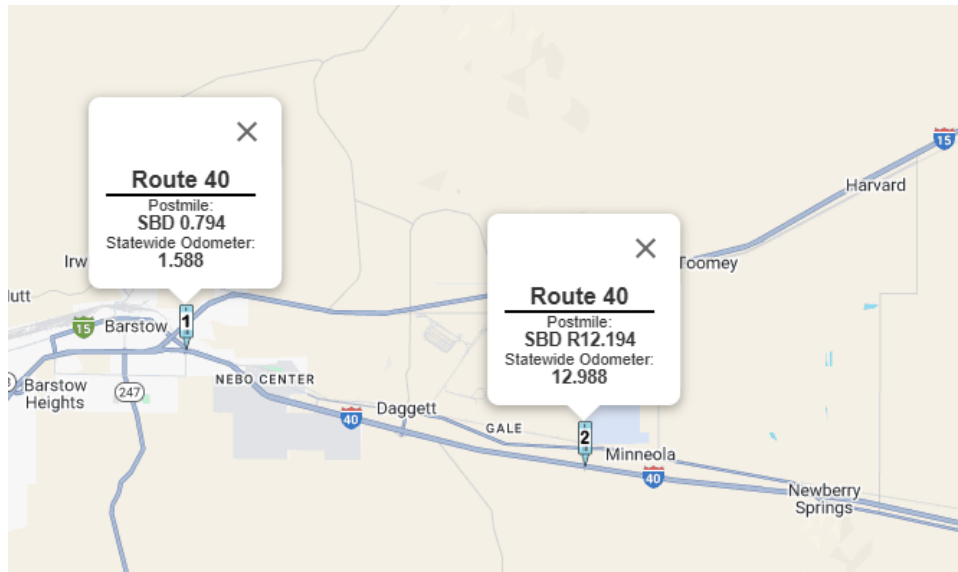 15
Harvard
Route 40
Postmile:
SBD 0.794
Statewide Odometer:
1.588
Irw
Toomey
Route 40
Postmile:
SBD R12.194
Statewide Odometer:
12.988
utt
1
15
Barstow
NEBO CENTER
Barstow
Heights
247
Daggett
40
GALE
2
Minneola
40
Newberry
Springs